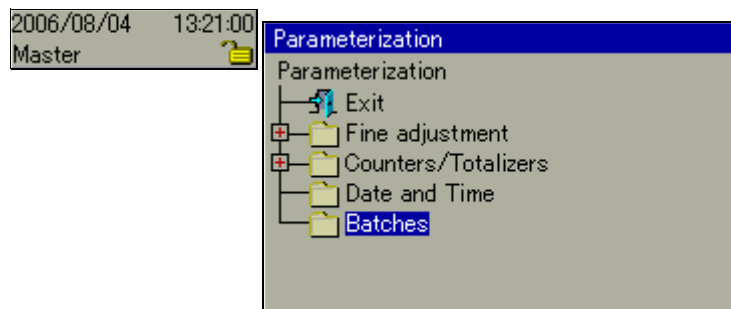 2006/08/04 13:21:00
Master
Parameterization
Parameterization
Exit
Fine adjustment
Counters/Totalizers
Date and Time
Batches